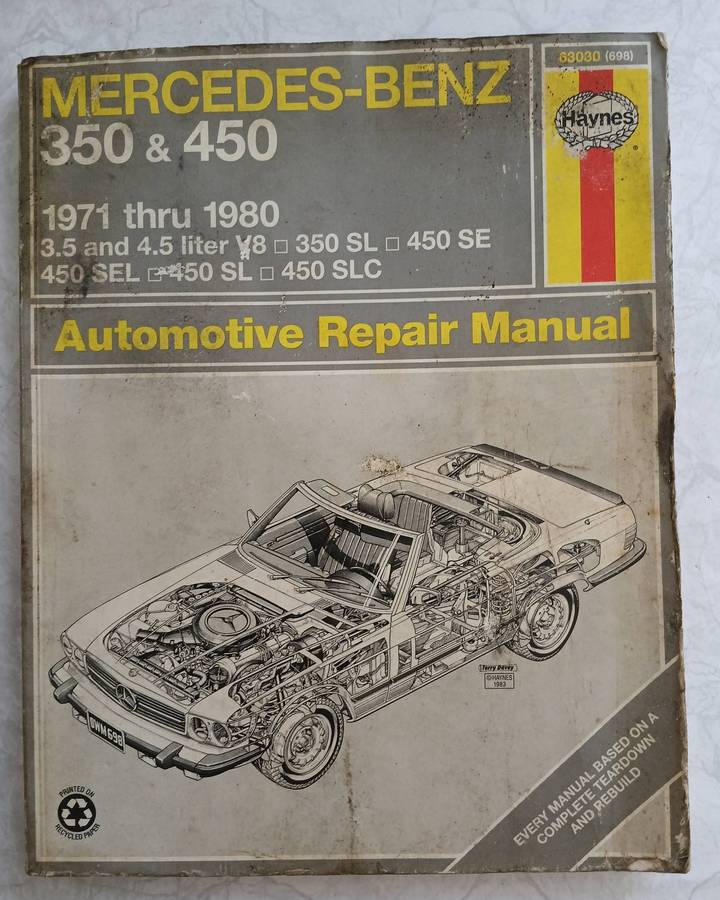 MERCEDES-BENZ
350 & 450
1971 thru 1980
3.5 and 4.5 liter V8 □ 350 SL □ 450 SE
450 SEL □ 450 SL □ 450 SLC
63030 (698)
Haynes
®
Automotive Repair Manual
Terry Davey
© HAYNES
1983
OWM 698
PRINTED ON
RECYCLED PAPER
EVERY MANUAL BASED ON A
COMPLETE TEARDOWN
AND REBUILD